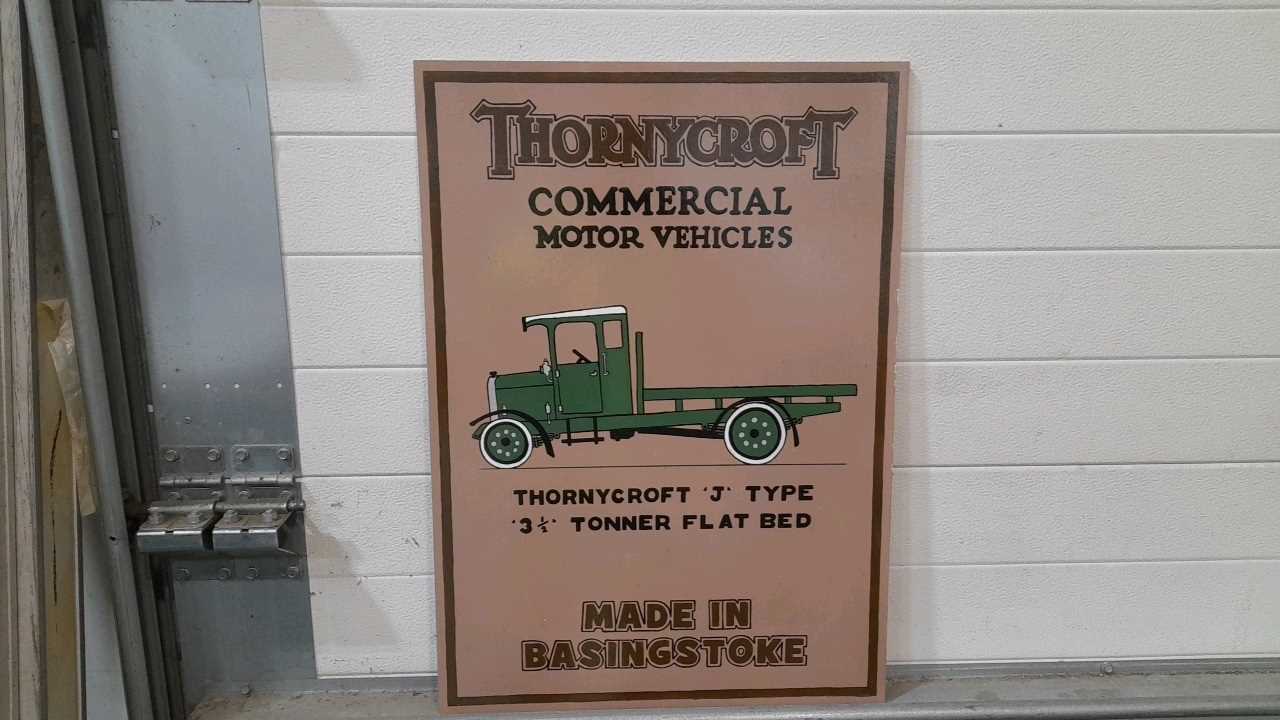 THORNYCROFT
COMMERCIAL
MOTOR VEHICLES
THORNYCROFT 'J' TYPE
'3½' TONNER FLAT BED
MADE IN
BASINGSTOKE